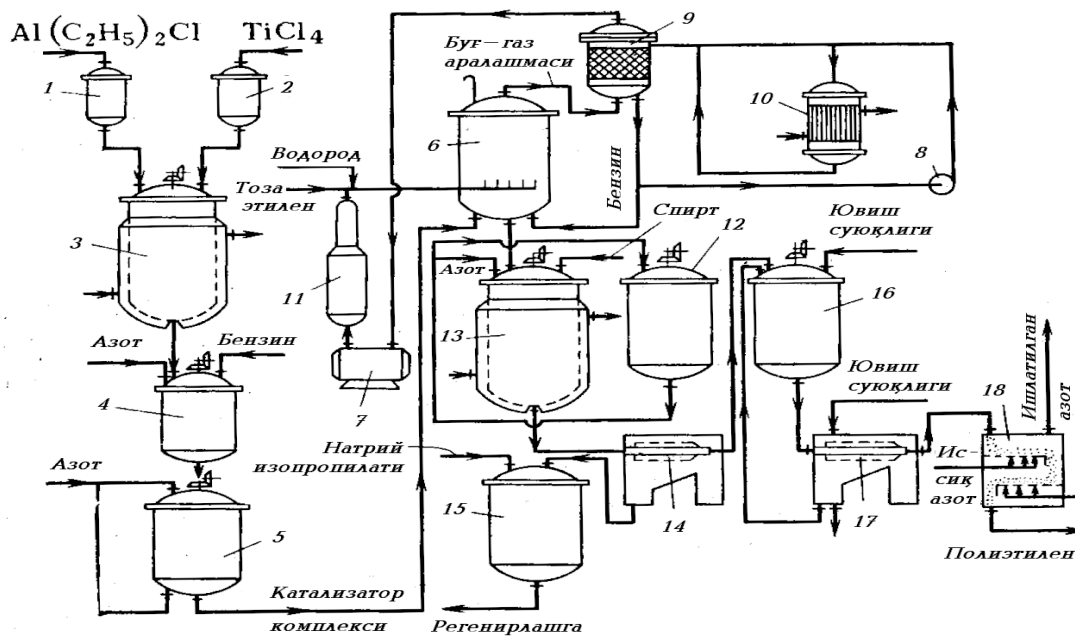 Al(C₂H₅)₂Cl
TiCl₄
1
2
3
Азот
Бензин
4
Азот
5
Катализатор
комплекси
Буғ-газ
аралашмаси
6
Водород
Тоза
этилен
11
7
9
10
8
Бензин
Спирт
12
Азот
13
Натрий
изопропилати
15
14
Регенирлашга
Ювиш
суюқлиги
16
Ювиш
суюқлиги
17
18
Ишлатилган
азот
Ис-
сиқ
азот
Полиэтилен